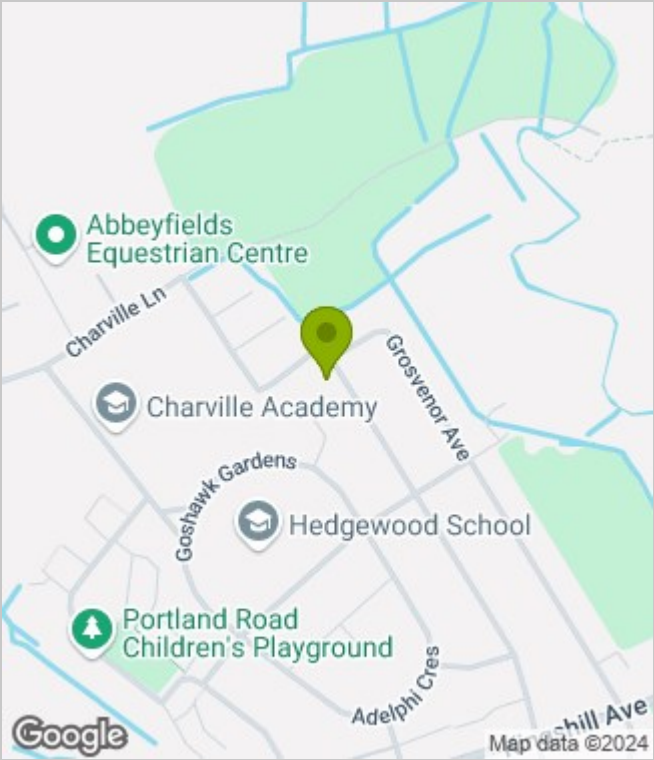 Abbeyfields
Equestrian Centre
Charville Ln
Grosvenor Ave
Charville Academy
Goshawk Gardens
Hedgewood School
Portland Road
Children's Playground
Adelphi Cres
Kingshill Ave
Google
Map data ©2024